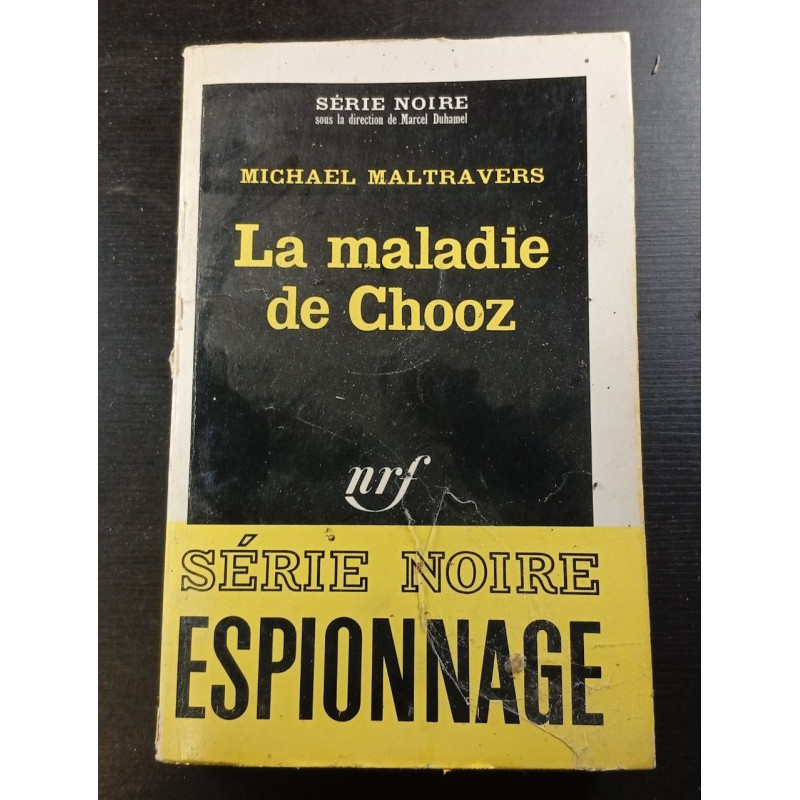 SÉRIE NOIRE
sous la direction de Marcel Duhamel
MICHAEL MALTRAVERS
La maladie
de Chooz
nrf
SÉRIE NOIRE
ESPIONNAGE